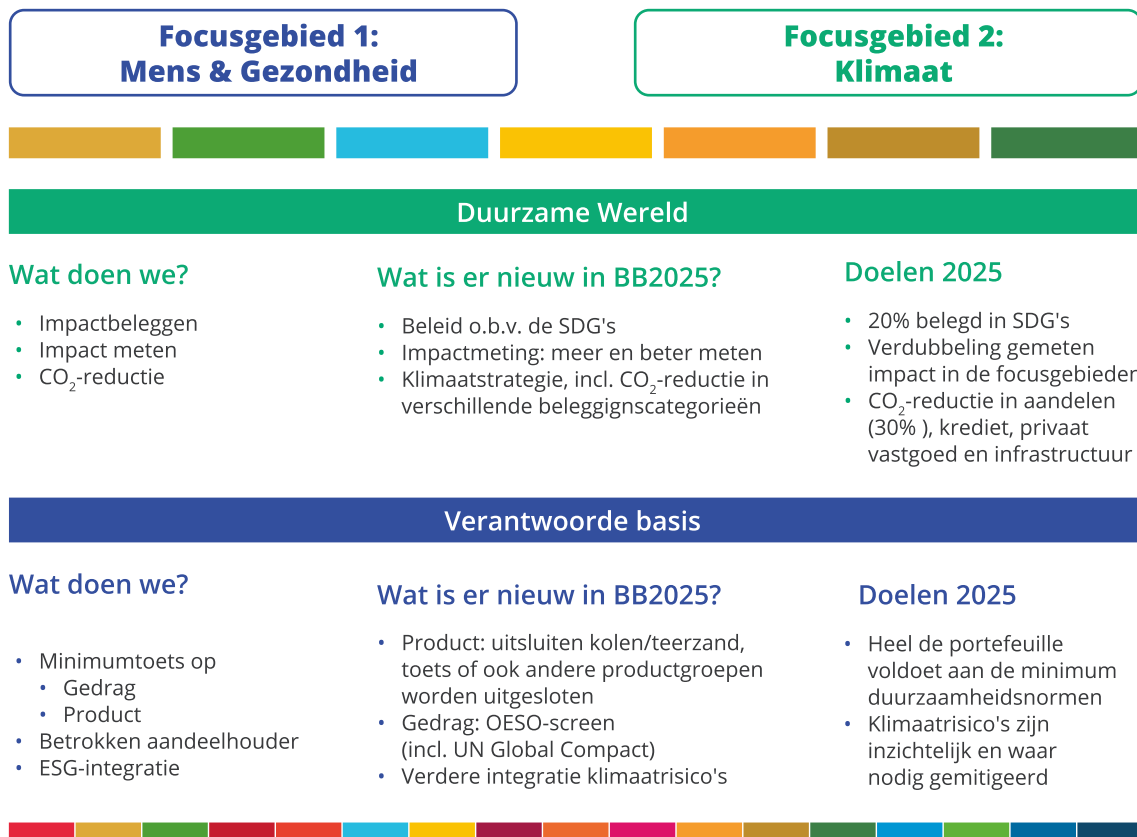 Focusgebied 1:
Mens & Gezondheid
Focusgebied 2:
Klimaat
Duurzame Wereld
Wat doen we?
• Impactbeleggen
• Impact meten
• CO₂-reductie
Wat is er nieuw in BB2025?
• Beleid o.b.v. de SDG's
• Impactmeting: meer en beter meten
• Klimaatstrategie, incl. CO₂-reductie in
verschillende beleggignscategorieën
Doelen 2025
• 20% belegd in SDG's
• Verdubbeling gemeten
impact in de focusgebieden
• CO₂-reductie in aandelen
(30% ), krediet, privaat
vastgoed en infrastructuur
Verantwoorde basis
Wat doen we?
• Minimumtoets op
• Gedrag
• Product
• Betrokken aandeelhouder
• ESG-integratie
Wat is er nieuw in BB2025?
• Product: uitsluiten kolen/teerzand,
toets of ook andere productgroepen
worden uitgesloten
• Gedrag: OESO-screen
(incl. UN Global Compact)
• Verdere integratie klimaatrisico's
Doelen 2025
• Heel de portefeuille
voldoet aan de minimum
duurzaamheidsnormen
• Klimaatrisico's zijn
inzichtelijk en waar
nodig gemitigeerd